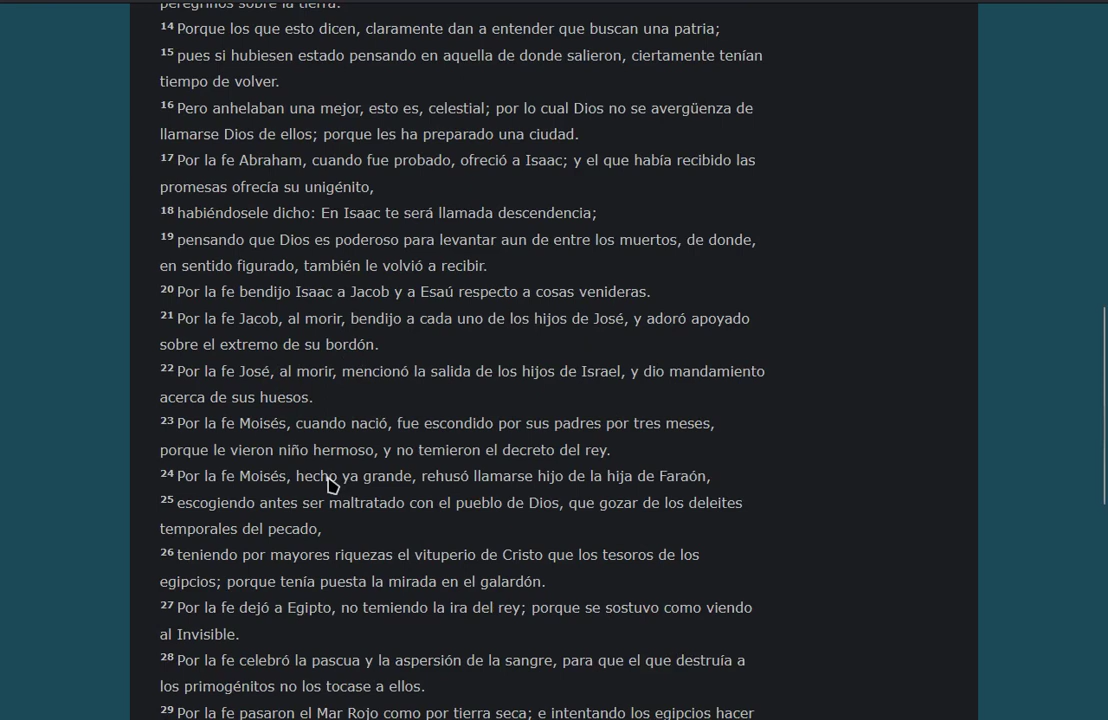 peregrinos sobre la tierra.
14 Porque los que esto dicen, claramente dan a entender que buscan una patria;
15 pues si hubiesen estado pensando en aquella de donde salieron, ciertamente tenían
tiempo de volver.
16 Pero anhelaban una mejor, esto es, celestial; por lo cual Dios no se avergüenza de
llamarse Dios de ellos; porque les ha preparado una ciudad.
17 Por la fe Abraham, cuando fue probado, ofreció a Isaac; y el que había recibido las
promesas ofrecía su unigénito,
18 habiéndosele dicho: En Isaac te será llamada descendencia;
19 pensando que Dios es poderoso para levantar aun de entre los muertos, de donde,
en sentido figurado, también le volvió a recibir.
20 Por la fe bendijo Isaac a Jacob y a Esaú respecto a cosas venideras.
21 Por la fe Jacob, al morir, bendijo a cada uno de los hijos de José, y adoró apoyado
sobre el extremo de su bordón.
22 Por la fe José, al morir, mencionó la salida de los hijos de Israel, y dio mandamiento
acerca de sus huesos.
23 Por la fe Moisés, cuando nació, fue escondido por sus padres por tres meses,
porque le vieron niño hermoso, y no temieron el decreto del rey.
24 Por la fe Moisés, hecho ya grande, rehusó llamarse hijo de la hija de Faraón,
25 escogiendo antes ser maltratado con el pueblo de Dios, que gozar de los deleites
temporales del pecado,
26 teniendo por mayores riquezas el vituperio de Cristo que los tesoros de los
egipcios; porque tenía puesta la mirada en el galardón.
27 Por la fe dejó a Egipto, no temiendo la ira del rey; porque se sostuvo como viendo
al Invisible.
28 Por la fe celebró la pascua y la aspersión de la sangre, para que el que destruía a
los primogénitos no los tocase a ellos.
29 Por la fe pasaron el Mar Rojo como por tierra seca; e intentando los egipcios hacer